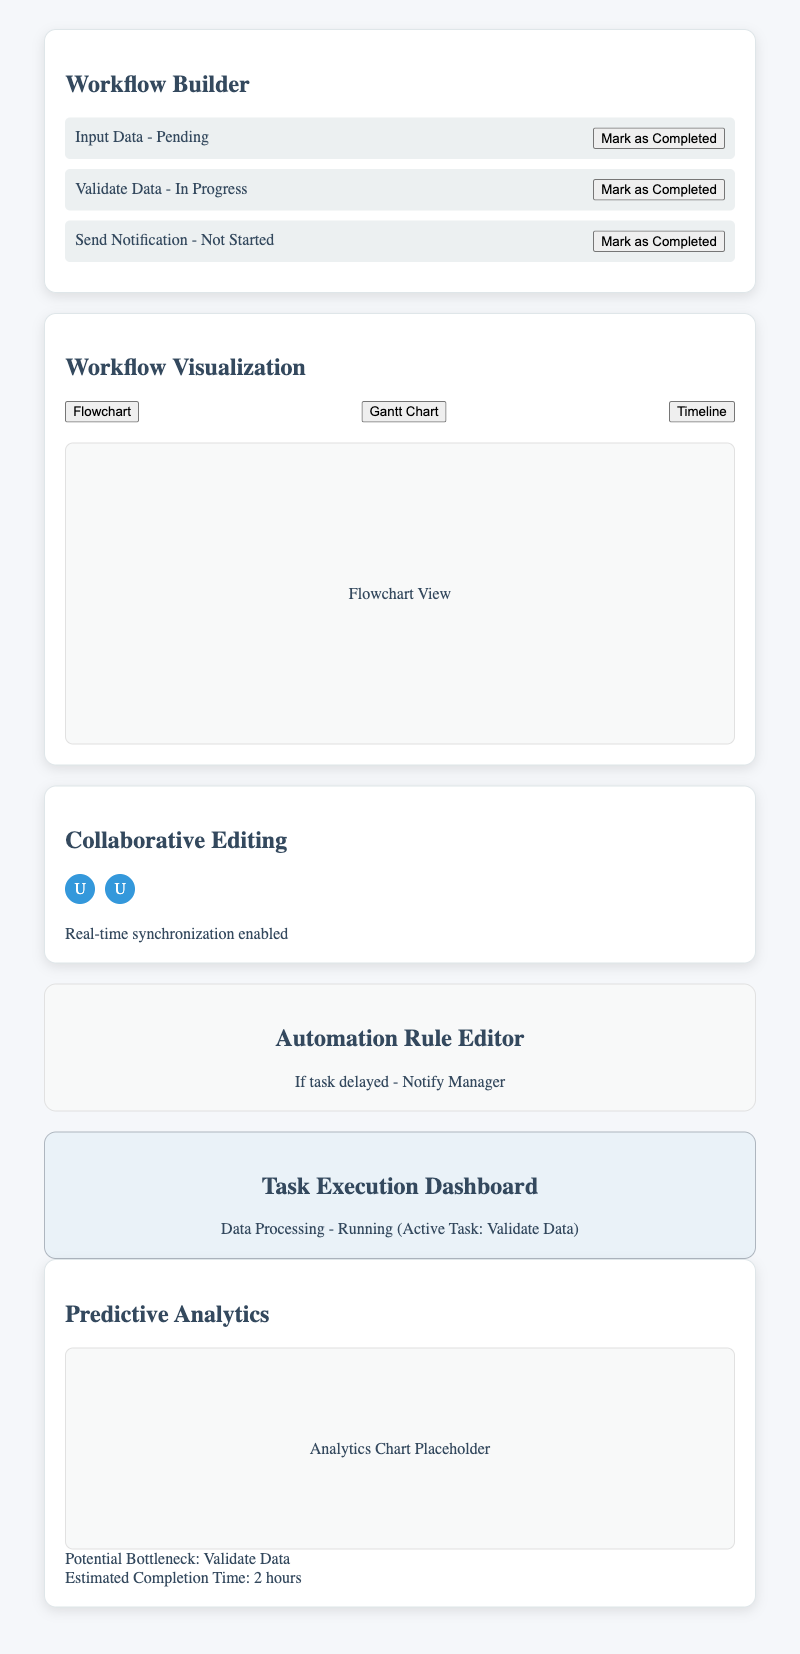 Workflow Builder
Input Data - Pending
Mark as Completed
Validate Data - In Progress
Mark as Completed
Send Notification - Not Started
Mark as Completed
Workflow Visualization
Flowchart
Gantt Chart
Timeline
Flowchart View
Collaborative Editing
U U
Real-time synchronization enabled
Automation Rule Editor
If task delayed - Notify Manager
Task Execution Dashboard
Data Processing - Running (Active Task: Validate Data)
Predictive Analytics
Analytics Chart Placeholder
Potential Bottleneck: Validate Data
Estimated Completion Time: 2 hours